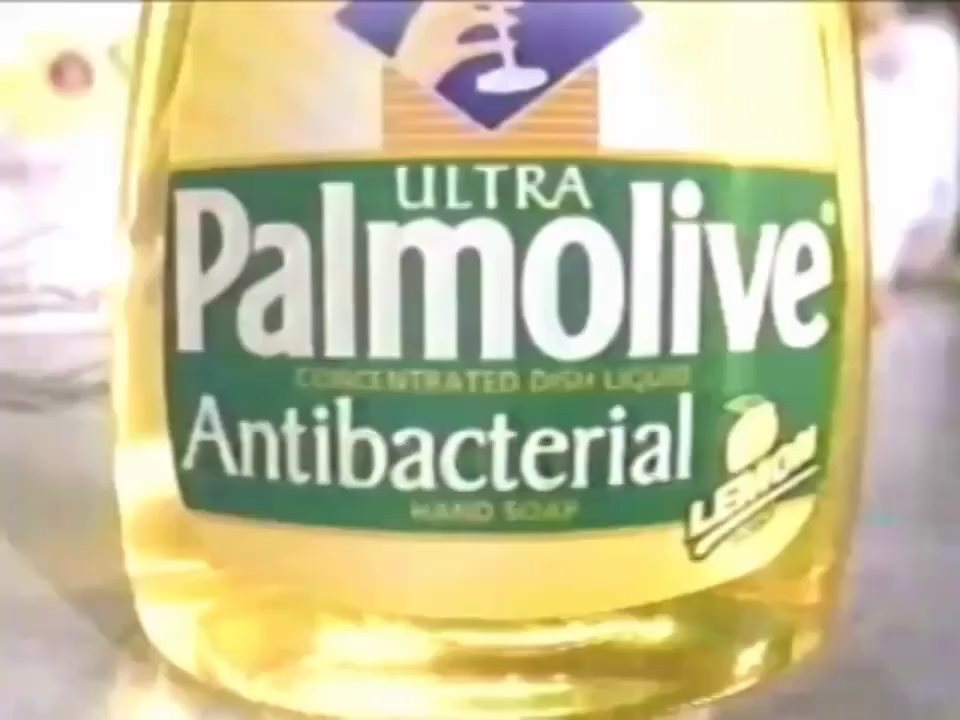 ULTRA
Palmolive
CONCENTRATED DISH LIQUID
Antibacterial
HAND SOAP
LEMON